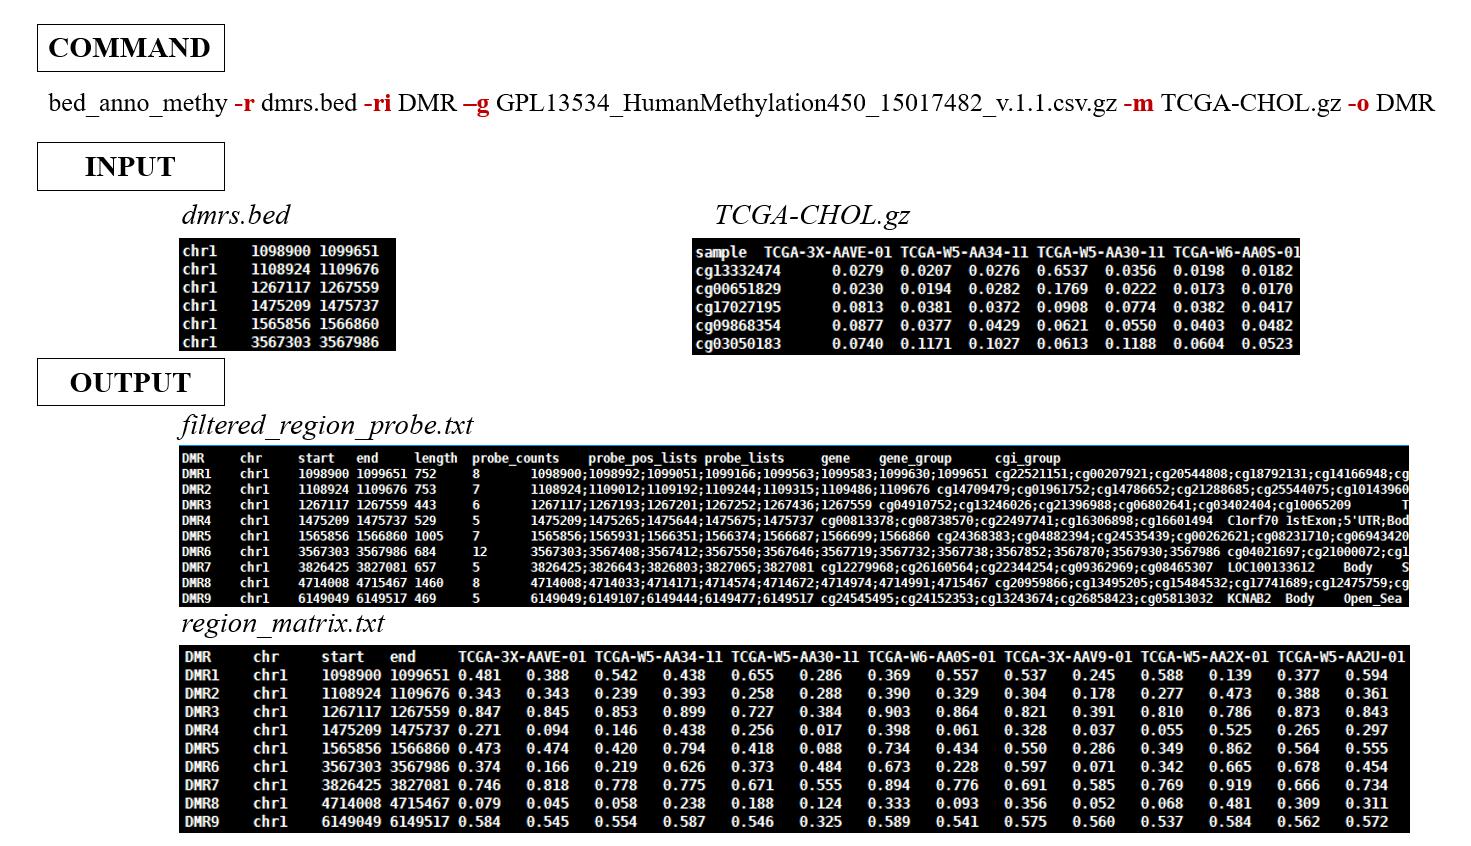 COMMAND
bed_anno_methy -r dmrs.bed -ri DMR –g GPL13534_HumanMethylation450_15017482_v.1.1.csv.gz -m TCGA-CHOL.gz -o DMR
INPUT
dmrs.bed
chr1 1098900 1099651
chr1 1108924 1109676
chr1 1267117 1267559
chr1 1475209 1475737
chr1 1565856 1566860
chr1 3567303 3567986
TCGA-CHOL.gz
sample TCGA-3X-AAVE-01 TCGA-W5-AA34-11 TCGA-W5-AA30-11 TCGA-W6-AA0S-01
cg13332474 0.0279 0.0207 0.0276 0.6537 0.0356 0.0198 0.0182
cg00651829 0.0230 0.0194 0.0282 0.1769 0.0222 0.0173 0.0170
cg17027195 0.0813 0.0381 0.0372 0.0908 0.0774 0.0382 0.0417
cg09868354 0.0877 0.0377 0.0429 0.0621 0.0550 0.0403 0.0482
cg03050183 0.0740 0.1171 0.1027 0.0613 0.1188 0.0604 0.0523
OUTPUT
filtered_region_probe.txt
DMR chr start end length probe_counts probe_pos_lists probe_lists gene gene_group cgi_group
DMR1 chr1 1098900 1099651 752 8 1098900;1098992;1099051;1099166;1099563;1099583;1099630;1099651 cg22521151;cg00207921;cg20544808;cg18792131;cg14166948;cg
DMR2 chr1 1108924 1109676 753 7 1108924;1109012;1109192;1109244;1109315;1109486;1109676 cg14709479;cg01961752;cg14786652;cg21288685;cg25544075;cg10143960
DMR3 chr1 1267117 1267559 443 6 1267117;1267193;1267201;1267252;1267436;1267559 cg04910752;cg13246026;cg21396988;cg06802641;cg03402404;cg10065209 T
DMR4 chr1 1475209 1475737 529 5 1475209;1475265;1475644;1475675;1475737 cg00813378;cg08738570;cg22497741;cg16306898;cg16601494 C1orf70 1stExon;5'UTR;Bod
DMR5 chr1 1565856 1566860 1005 7 1565856;1565931;1566351;1566374;1566687;1566699;1566860 cg24368383;cg04882394;cg24535439;cg00262621;cg08231710;cg06943420
DMR6 chr1 3567303 3567986 684 12 3567303;3567408;3567412;3567550;3567646;3567719;3567732;3567738;3567852;3567870;3567930;3567986 cg04021697;cg21000072;cg1
DMR7 chr1 3826425 3827081 657 5 3826425;3826643;3826803;3827065;3827081 cg12279968;cg26160564;cg22344254;cg09362969;cg08465307 LOC100133612 Body S
DMR8 chr1 4714008 4715467 1460 8 4714008;4714033;4714171;4714574;4714672;4714974;4714991;4715467 cg20959866;cg13495205;cg15484532;cg17741689;cg12475759;cg
DMR9 chr1 6149049 6149517 469 5 6149049;6149107;6149444;6149477;6149517 cg24545495;cg24152353;cg13243674;cg26858423;cg05813032 KCNAB2 Body Open_Sea
region_matrix.txt
DMR chr start end TCGA-3X-AAVE-01 TCGA-W5-AA34-11 TCGA-W5-AA30-11 TCGA-W6-AA0S-01 TCGA-3X-AAV9-01 TCGA-W5-AA2X-01 TCGA-W5-AA2U-01
DMR1 chr1 1098900 1099651 0.481 0.388 0.542 0.438 0.655 0.286 0.369 0.557 0.537 0.245 0.588 0.139 0.377 0.594
DMR2 chr1 1108924 1109676 0.343 0.343 0.239 0.393 0.258 0.288 0.390 0.329 0.304 0.178 0.277 0.473 0.388 0.361
DMR3 chr1 1267117 1267559 0.847 0.845 0.853 0.899 0.727 0.384 0.903 0.864 0.821 0.391 0.810 0.786 0.873 0.843
DMR4 chr1 1475209 1475737 0.271 0.094 0.146 0.438 0.256 0.017 0.398 0.061 0.328 0.037 0.055 0.525 0.265 0.297
DMR5 chr1 1565856 1566860 0.473 0.474 0.420 0.794 0.418 0.088 0.734 0.434 0.550 0.286 0.349 0.862 0.564 0.555
DMR6 chr1 3567303 3567986 0.374 0.166 0.219 0.626 0.373 0.484 0.673 0.228 0.597 0.071 0.342 0.665 0.678 0.454
DMR7 chr1 3826425 3827081 0.746 0.818 0.778 0.775 0.671 0.555 0.894 0.776 0.691 0.585 0.769 0.919 0.666 0.734
DMR8 chr1 4714008 4715467 0.079 0.045 0.058 0.238 0.188 0.124 0.333 0.093 0.356 0.052 0.068 0.481 0.309 0.311
DMR9 chr1 6149049 6149517 0.584 0.545 0.554 0.587 0.546 0.325 0.589 0.541 0.575 0.560 0.537 0.584 0.562 0.572